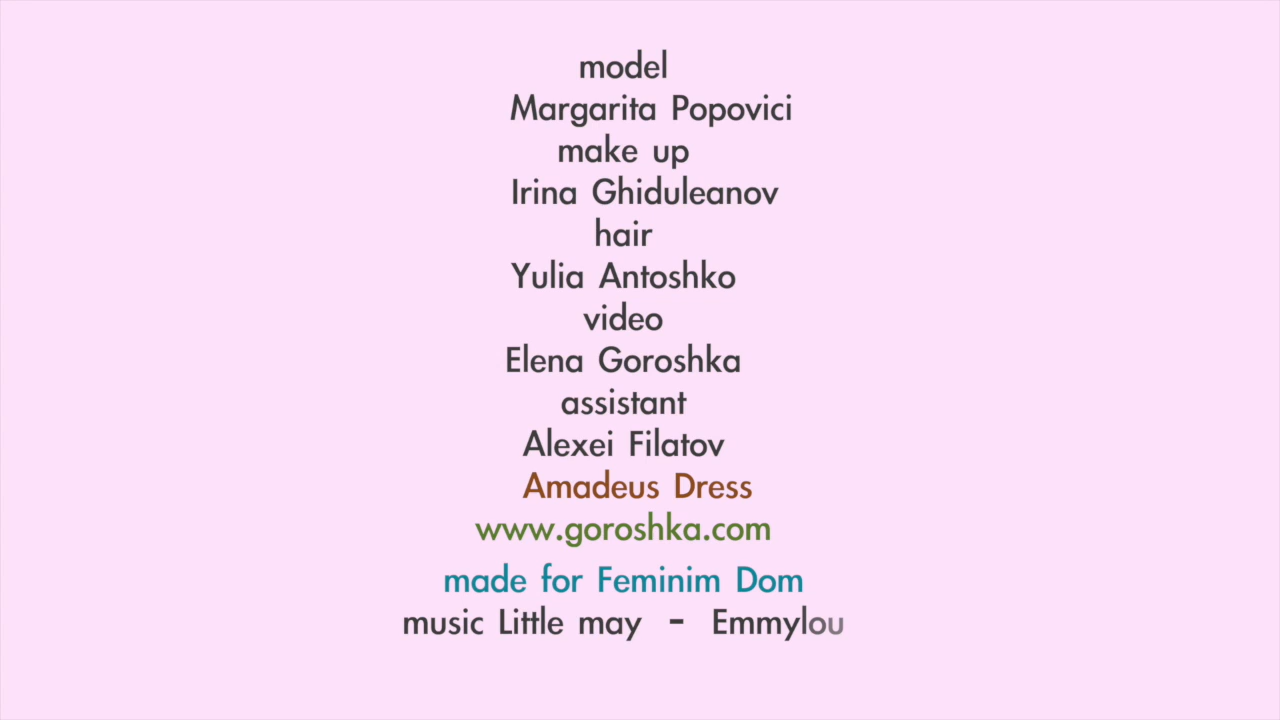 model
Margarita Popovici
make up
Irina Ghiduleanov
hair
Yulia Antoshko
video
Elena Goroshka
assistant
Alexei Filatov
Amadeus Dress
www.goroshka.com
made for Feminim Dom
music Little may - Emmylou